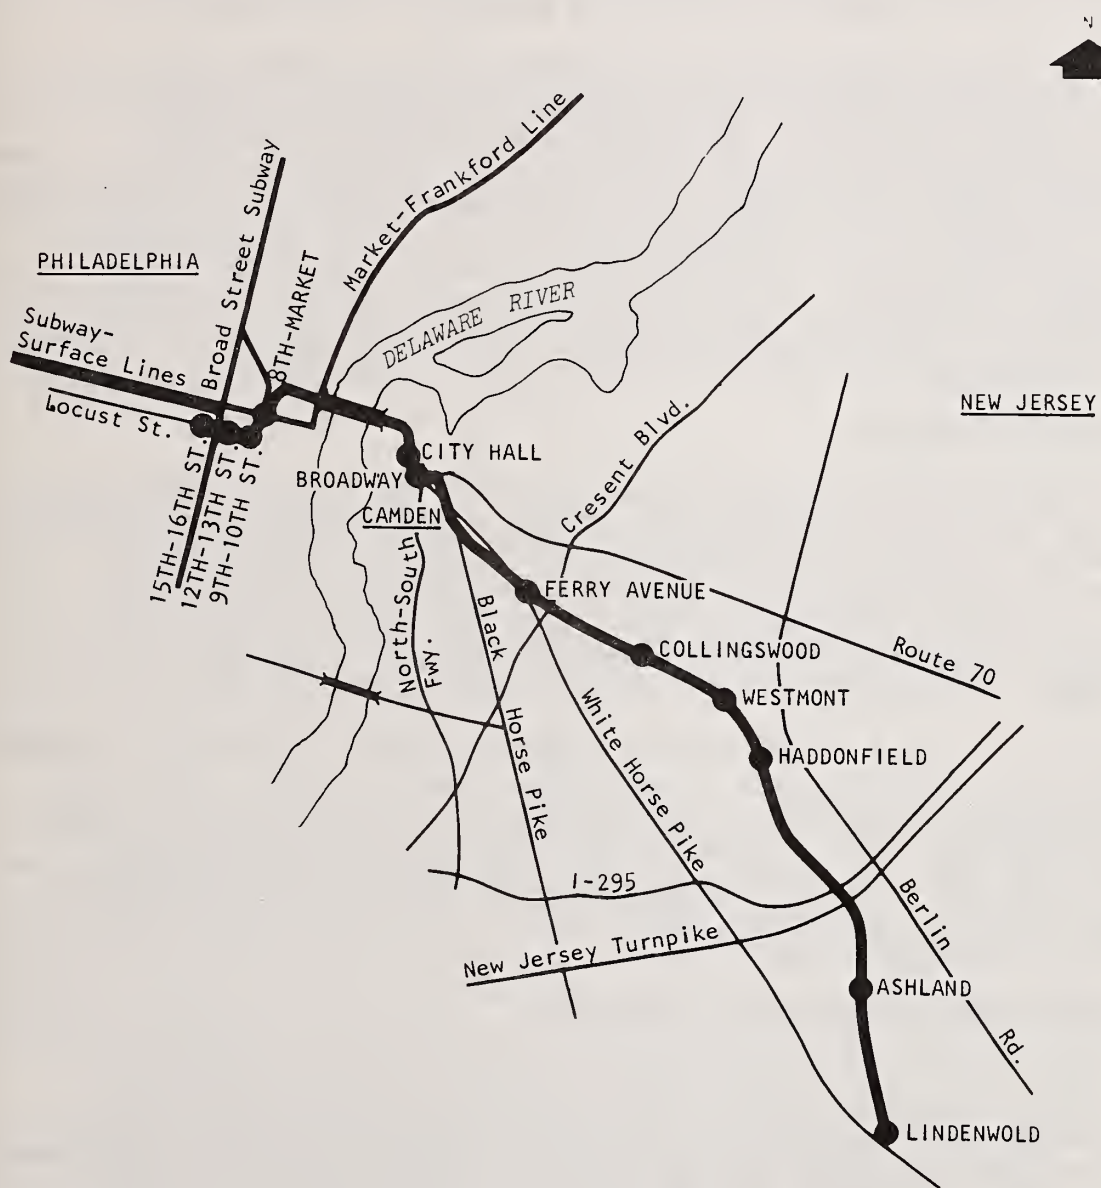 N
Market-Frankford Line
Broad Street Subway
PHILADELPHIA
8TH-MARKET
DELAWARE RIVER
Subway-
Surface Lines
Locust St.
NEW JERSEY
CITY HALL
BROADWAY
CAMDEN
Cresent Blvd.
15TH-16TH ST.
12TH-13TH ST.
9TH-10TH ST.
FERRY AVENUE
North-South
Fwy.
Black Horse Pike
COLLINGSWOOD
Route 70
WESTMONT
White Horse Pike
HADDONFIELD
I-295
Berlin Rd.
New Jersey Turnpike
ASHLAND
LINDENWOLD